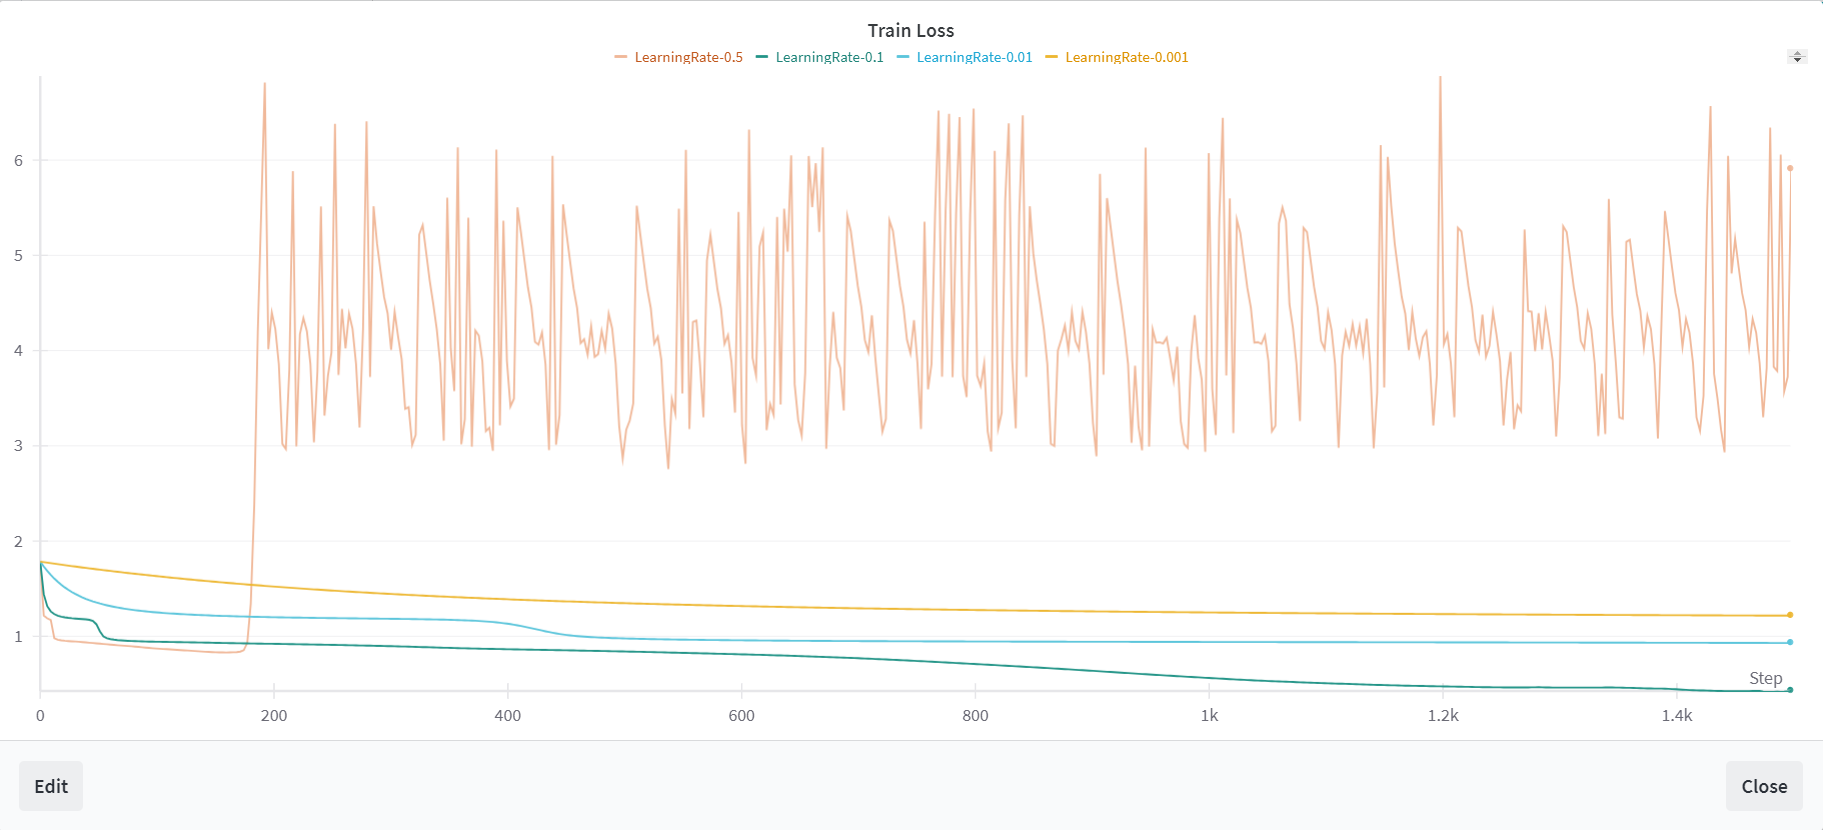 Train Loss
LearningRate-0.5 LearningRate-0.1 LearningRate-0.01 LearningRate-0.001
6
5
4
3
2
1
Step
0 200 400 600 800 1k 1.2k 1.4k
Edit Close